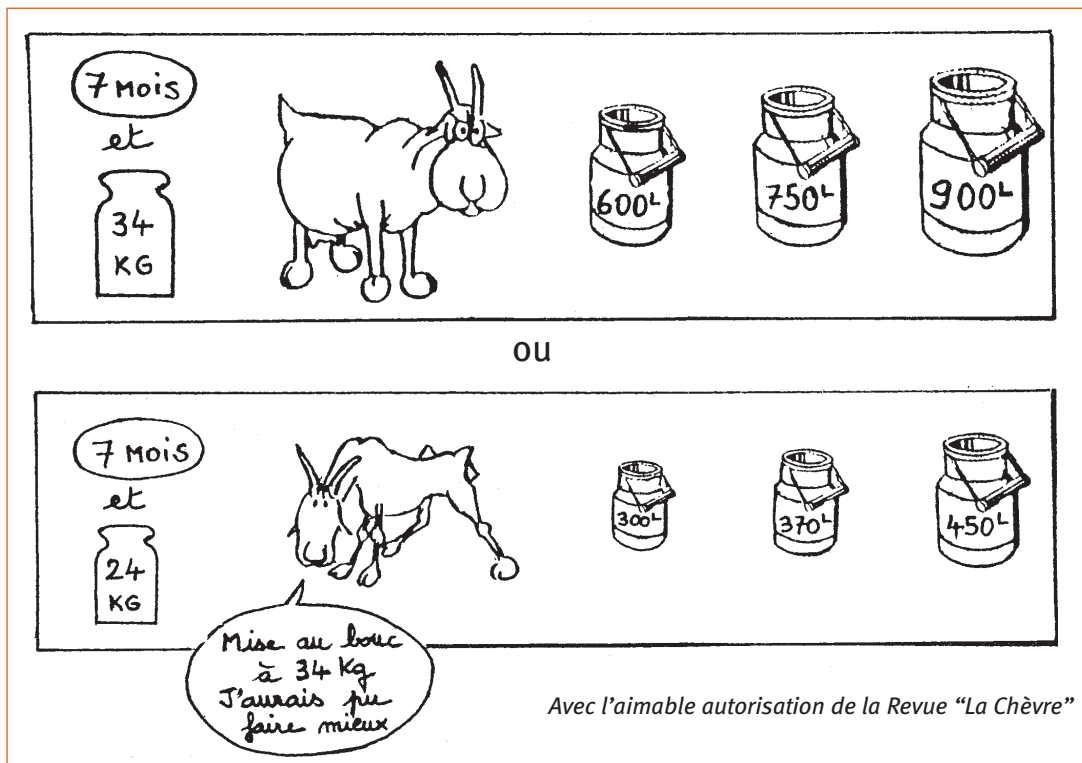 7 Mois
et
34
KG
600L
750L
900L
ou
7 Mois
et
24
KG
300L
370L
450L
Mise au bouc
à 34 Kg
J'aurais pu
faire mieux
Avec l'aimable autorisation de la Revue “La Chèvre”